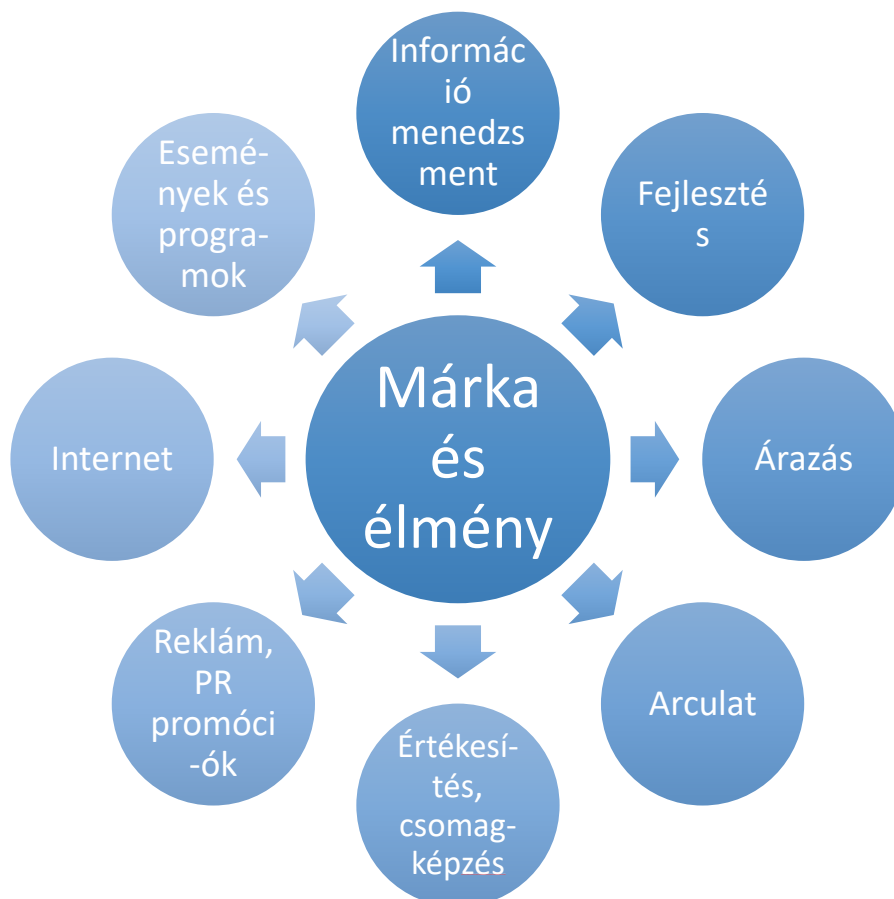 Informác
ió
menedzs
ment
Fejleszté
s
Árazás
Arculat
Értékesí-
tés,
csomag-
képzés
Reklám,
PR
promóci
-ók
Internet
Esemé-
nyek és
progra-
mok
Márka
és
élmény